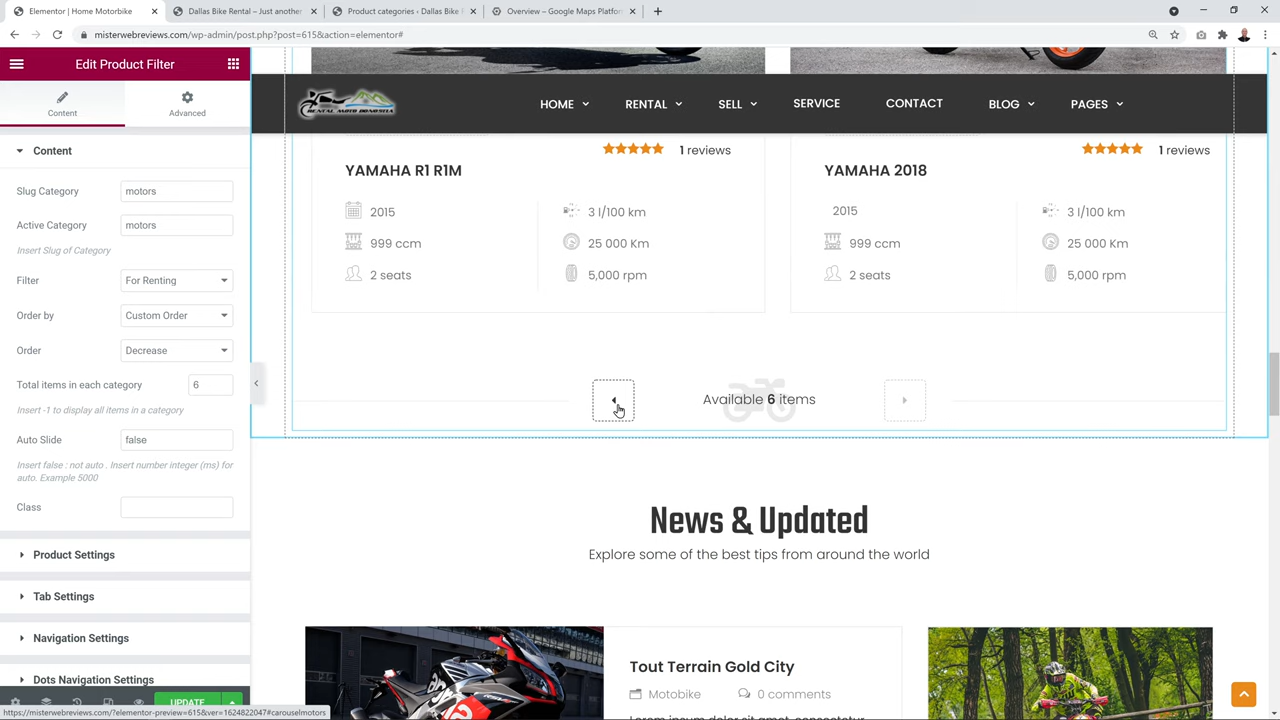 Elementor | Home Motorbike
Dallas Bike Rental – Just another
Product categories ‹ Dallas Bike
Overview – Google Maps Platfor
misterwebreviews.com/wp-admin/post.php?post=615&action=elementor#
Edit Product Filter
Content
Advanced
HOME
RENTAL
SELL
SERVICE
CONTACT
BLOG
PAGES
Content
Slug Category
motors
Active Category
motors
Insert Slug of Category
Filter
For Renting
Order by
Custom Order
Order
Decrease
Total items in each category
6
Insert -1 to display all items in a category
Auto Slide
false
Insert false : not auto . Insert number integer (ms) for
auto. Example 5000
Class
Product Settings
Tab Settings
Navigation Settings
Dots Navigation Settings
UPDATE
https://misterwebreviews.com/?elementor-preview=615&ver=1624822047#carouselmotors
1 reviews
YAMAHA R1 R1M
2015
3 l/100 km
999 ccm
25 000 Km
2 seats
5,000 rpm
1 reviews
YAMAHA 2018
2015
3 l/100 km
999 ccm
25 000 Km
2 seats
5,000 rpm
Available 6 items
News & Updated
Explore some of the best tips from around the world
Tout Terrain Gold City
Motobike
0 comments